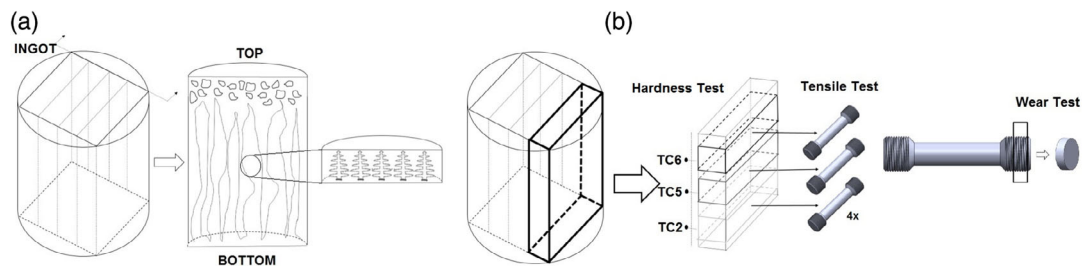 (a)
INGOT
TOP
BOTTOM
(b)
Hardness Test
Tensile Test
Wear Test
TC6
TC5
TC2
4x